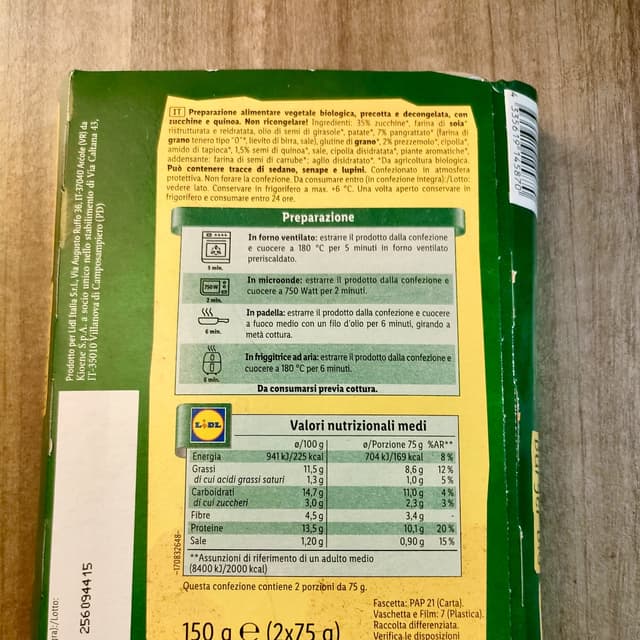 IT Preparazione alimentare vegetale biologica, precotta e decongelata, con
zucchine e quinoa. Non ricongelare! Ingredienti: 35% zucchine*, farina di soia*
ristrutturata e reidratata, olio di semi di girasole*, patate*, 7% pangrattato* (farina di
grano tenero tipo "0"*, lievito di birra, sale), glutine di grano*, 2% prezzemolo*, cipolla*,
amido di tapioca*, 1,5% semi di quinoa*, sale, cipolla disidratata*, piante aromatiche*,
addensante: farina di semi di carrube*; aglio disidratato*. *Da agricoltura biologica.
Può contenere tracce di sedano, senape e lupini. Confezionato in atmosfera
protettiva. Non forare la confezione. Da consumare entro (in confezione integra)/Lotto:
vedere lato. Conservare in frigorifero a max. +6 °C. Una volta aperto conservare in
frigorifero e consumare entro 24 ore.
Preparazione
In forno ventilato: estrarre il prodotto dalla confezione
e cuocere a 180 °C per 5 minuti in forno ventilato
preriscaldato.
5 min.
In microonde: estrarre il prodotto dalla confezione e
cuocere a 750 Watt per 2 minuti.
750 W
2 min.
In padella: estrarre il prodotto dalla confezione e cuocere
a fuoco medio con un filo d'olio per 6 minuti, girando a
metà cottura.
6 min.
In friggitrice ad aria: estrarre il prodotto dalla confezione e
cuocere a 180 °C per 6 minuti.
6 min.
Da consumarsi previa cottura.
LIDL
Valori nutrizionali medi
ø/100 g ø/Porzione 75 g %AR**
Energia 941 kJ/225 kcal 704 kJ/169 kcal 8 %
Grassi 11,5 g 8,6 g 12 %
di cui acidi grassi saturi 1,3 g 1,0 g 5 %
Carboidrati 14,7 g 11,0 g 4 %
di cui zuccheri 3,0 g 2,3 g 3 %
Fibre 4,5 g 3,4 g -
Proteine 13,5 g 10,1 g 20 %
Sale 1,20 g 0,90 g 15 %
**Assunzioni di riferimento di un adulto medio
(8400 kJ/2000 kcal)
Questa confezione contiene 2 porzioni da 75 g.
150 g e (2x75 g)
Fascetta: PAP 21 (Carta).
Vaschetta e Film: 7 (Plastica).
Raccolta differenziata.
Verifica le disposizioni
-170832648-
Prodotto per Lidl Italia S.r.l., Via Augusto Ruffo 36, IT-37040 Arcole (VR) da
Kioene S.p.A. a socio unico nello stabilimento di Via Caltana 43,
IT-35010 Villanova di Camposampiero (PD)
gra)/Lotto:
256094415
4 335619 145870